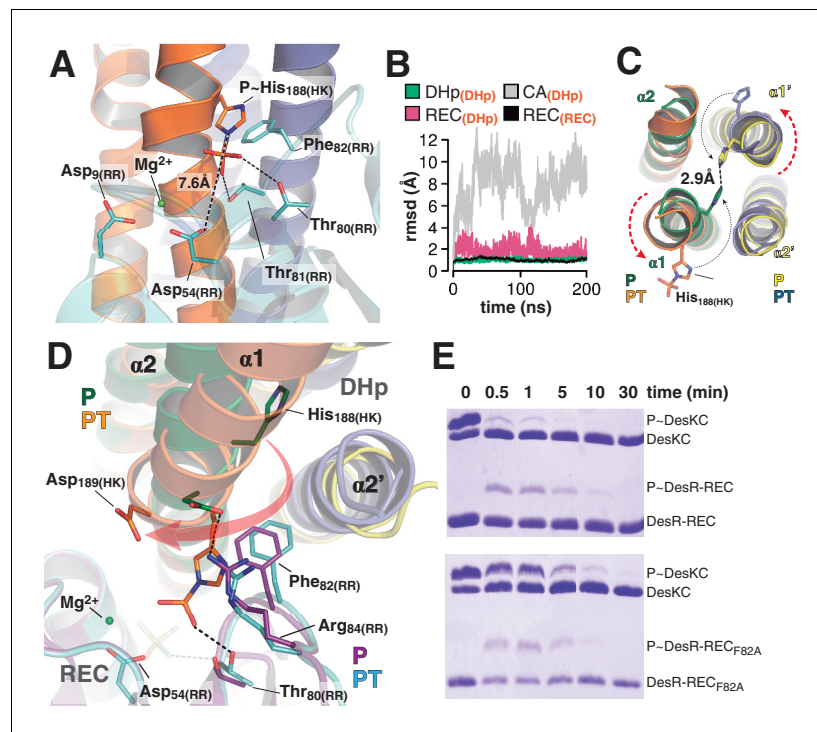 A
P~His188(HK)
Phe82(RR)
Mg2+
Asp9(RR)
7.6Å
Thr80(RR)
Thr81(RR)
Asp54(RR)
B
DHp(DHp) CA(DHp)
REC(DHp) REC(REC)
rmsd (Å)
12
10
8
6
4
2
0
0 100 200
time (ns)
C
α2 α1'
2.9Å
α1 α2'
P P
PT PT
His188(HK)
D
α2 α1
DHp
P
PT
His188(HK)
α2'
Asp189(HK)
Phe82(RR)
Mg2+
Arg84(RR)
P
REC PT
Asp54(RR)
Thr80(RR)
E
0 0.5 1 5 10 30 time (min)
P~DesKC
DesKC
P~DesR-REC
DesR-REC
P~DesKC
DesKC
P~DesR-RECF82A
DesR-RECF82A